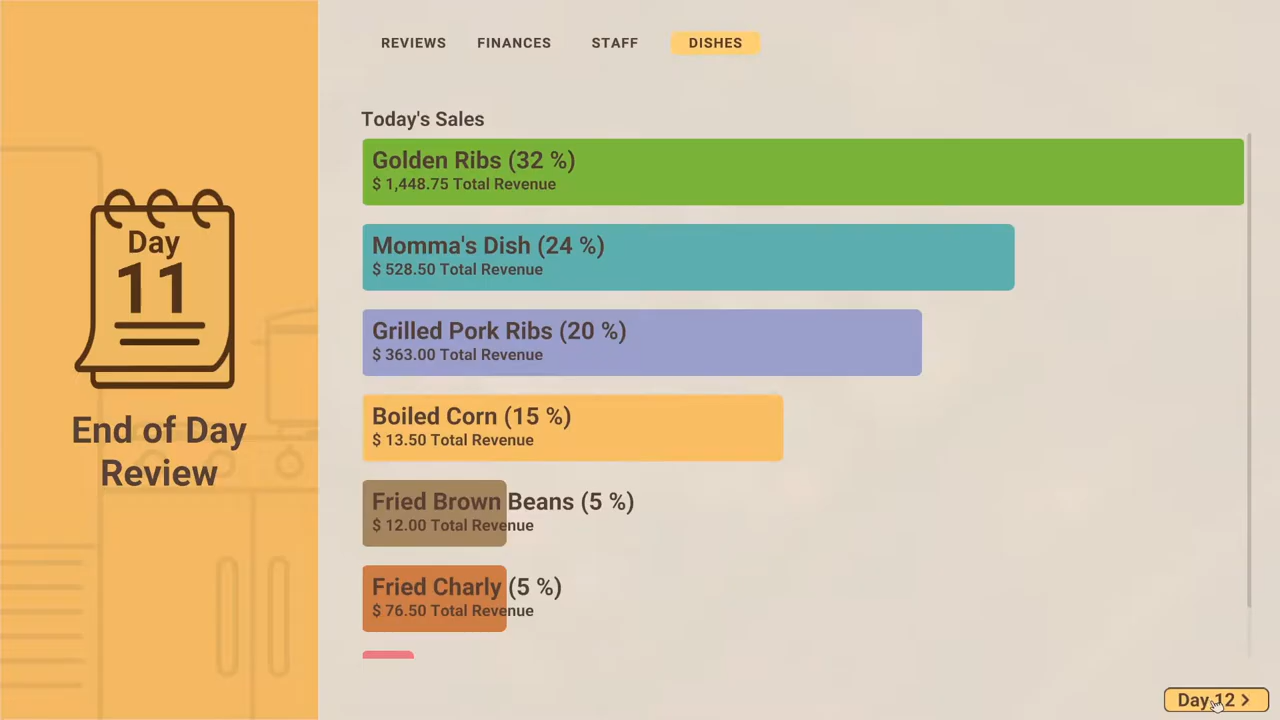 REVIEWS FINANCES STAFF DISHES
Today's Sales
Golden Ribs (32 %)
$ 1,448.75 Total Revenue
Momma's Dish (24 %)
$ 528.50 Total Revenue
Grilled Pork Ribs (20 %)
$ 363.00 Total Revenue
Boiled Corn (15 %)
$ 13.50 Total Revenue
Fried Brown Beans (5 %)
$ 12.00 Total Revenue
Fried Charly (5 %)
$ 76.50 Total Revenue
Day
11
End of Day
Review
Day 12 >